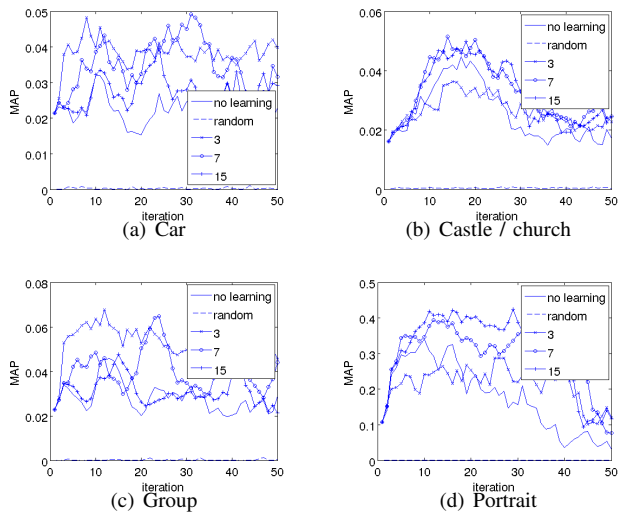 0.05
0.04
0.03
0.02
0.01
0
MAP
no learning
random
3
7
15
0 10 20 30 40 50
iteration
(a) Car
0.06
0.04
0.02
0
MAP
no learning
random
3
7
15
0 10 20 30 40 50
iteration
(b) Castle / church
0.08
0.06
0.04
0.02
0
MAP
no learning
random
3
7
15
0 10 20 30 40 50
iteration
(c) Group
0.5
0.4
0.3
0.2
0.1
0
MAP
no learning
random
3
7
15
0 10 20 30 40 50
iteration
(d) Portrait